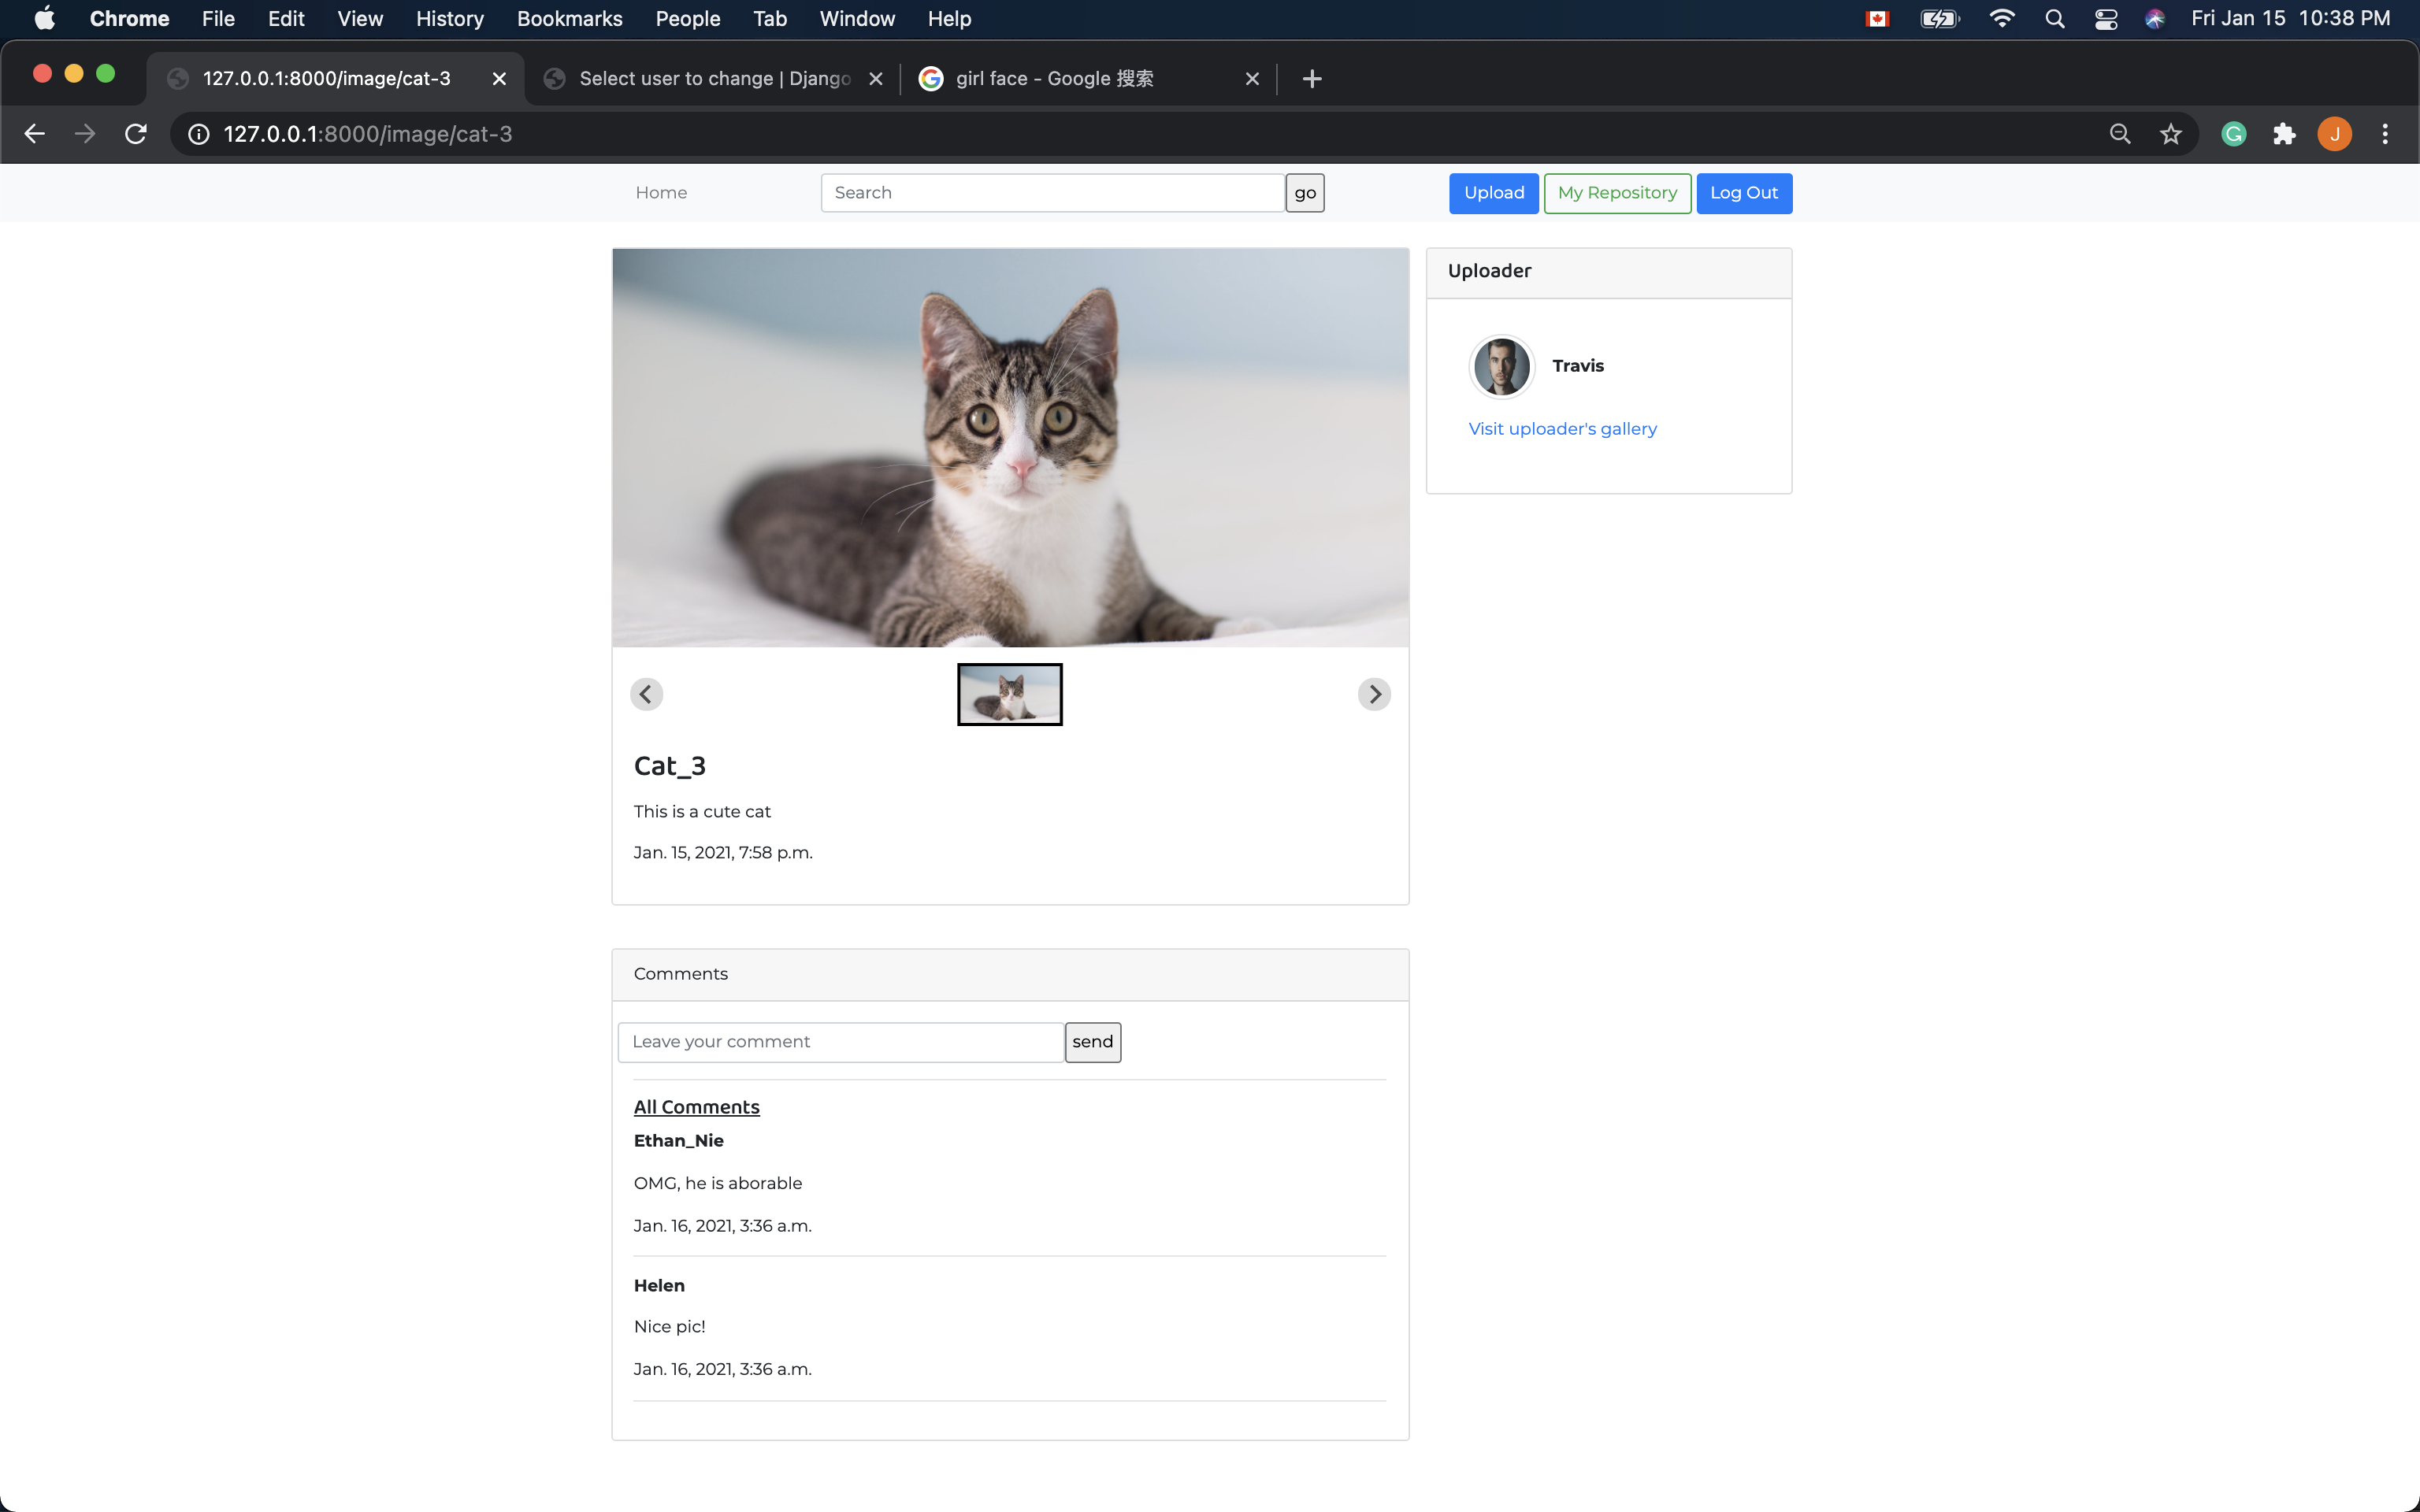 Chrome File Edit View History Bookmarks People Tab Window Help Fri Jan 15 10:38 PM
127.0.0.1:8000/image/cat-3 Select user to change | Django girl face - Google 搜索
127.0.0.1:8000/image/cat-3 J
Home Search go Upload My Repository Log Out
Uploader
Travis
Visit uploader's gallery
Cat_3
This is a cute cat
Jan. 15, 2021, 7:58 p.m.
Comments
Leave your comment send
All Comments
Ethan_Nie
OMG, he is aborable
Jan. 16, 2021, 3:36 a.m.
Helen
Nice pic!
Jan. 16, 2021, 3:36 a.m.